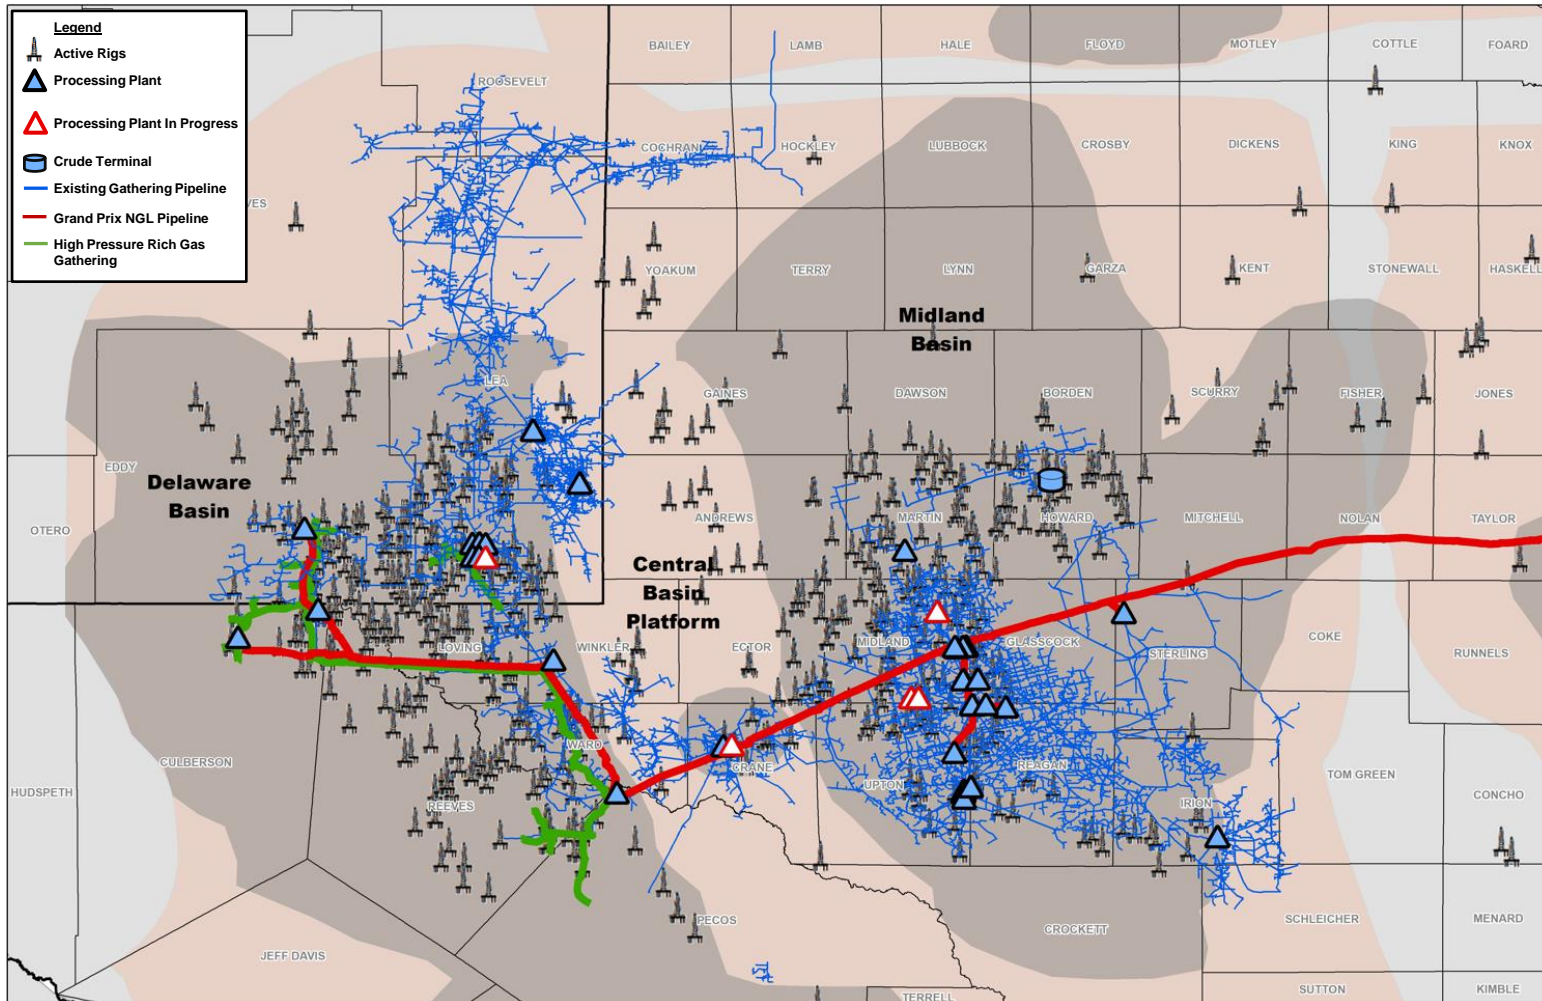 Legend
Active Rigs
Processing Plant
Processing Plant In Progress
Crude Terminal
Existing Gathering Pipeline
Grand Prix NGL Pipeline
High Pressure Rich Gas
Gathering
BAILEY
LAMB
HALE
FLOYD
MOTLEY
COTTLE
FOARD
ROOSEVELT
COCHRAN
HOCKLEY
LUBBOCK
CROSBY
DICKENS
KING
KNOX
VES
YOAKUM
TERRY
LYNN
GARZA
KENT
STONEWALL
HASKELL
Midland
Basin
LEA
GAINES
DAWSON
BORDEN
SCURRY
FISHER
JONES
EDDY
Delaware
Basin
OTERO
ANDREWS
MARTIN
HOWARD
MITCHELL
NOLAN
TAYLOR
Central
Basin
Platform
LOVING
WINKLER
ECTOR
MIDLAND
GLASSCOCK
STERLING
COKE
RUNNELS
CULBERSON
HUDSPETH
WARD
CRANE
REEVES
UPTON
REAGAN
IRION
TOM GREEN
CONCHO
PECOS
CROCKETT
SCHLEICHER
MENARD
JEFF DAVIS
TERRELL
SUTTON
KIMBLE